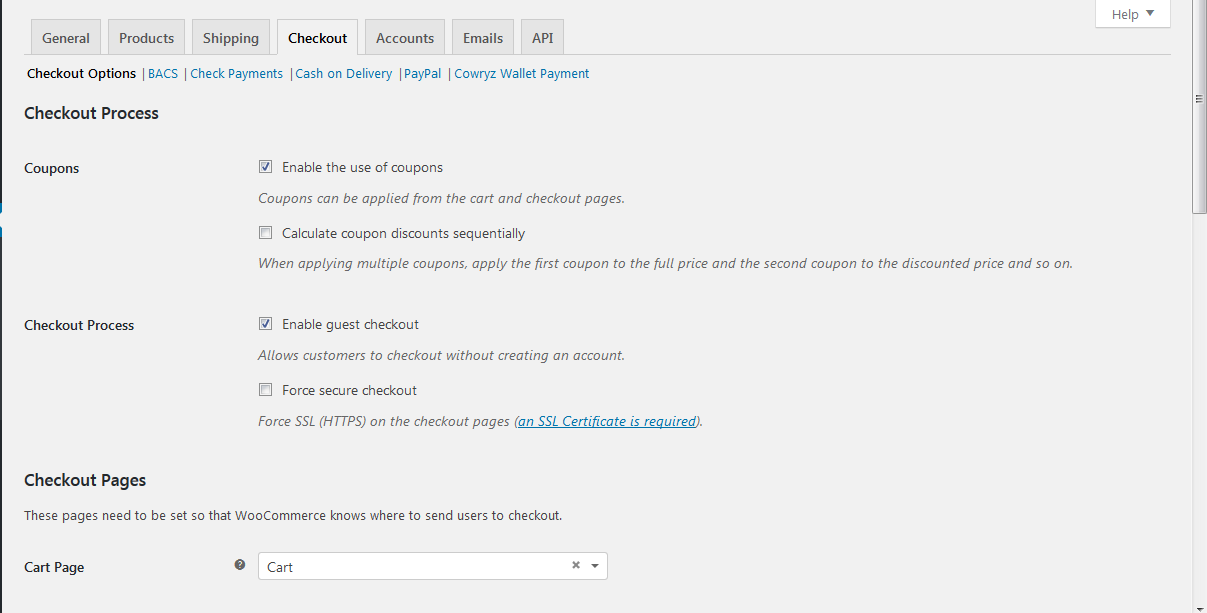 Help
General Products Shipping Checkout Accounts Emails API
Checkout Options | BACS | Check Payments | Cash on Delivery | PayPal | Cowryz Wallet Payment
Checkout Process
Coupons Enable the use of coupons
Coupons can be applied from the cart and checkout pages.
Calculate coupon discounts sequentially
When applying multiple coupons, apply the first coupon to the full price and the second coupon to the discounted price and so on.
Checkout Process Enable guest checkout
Allows customers to checkout without creating an account.
Force secure checkout
Force SSL (HTTPS) on the checkout pages (an SSL Certificate is required).
Checkout Pages
These pages need to be set so that WooCommerce knows where to send users to checkout.
Cart Page ? Cart ×